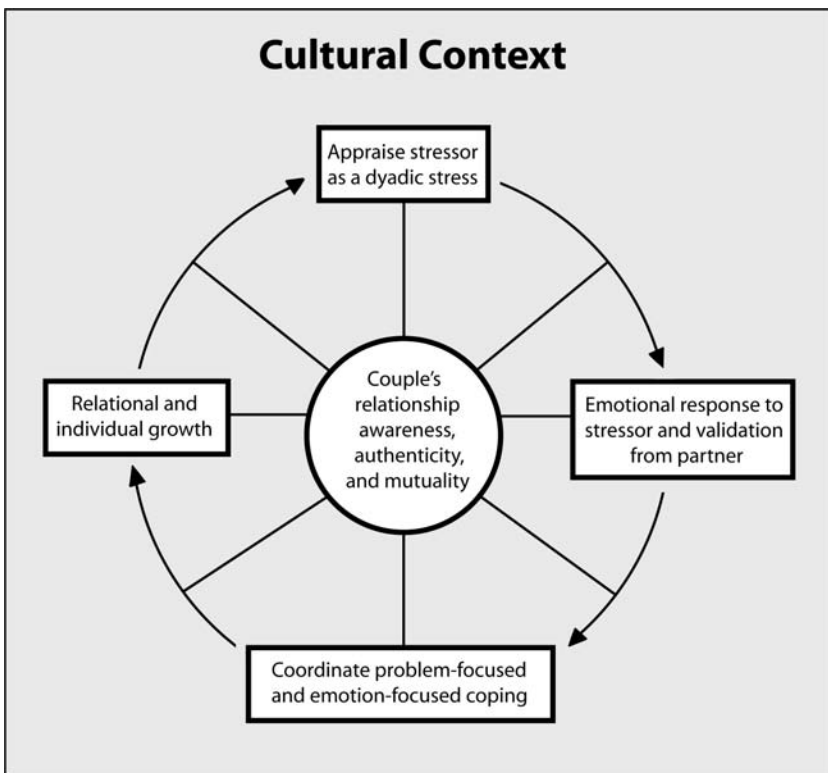 Cultural Context
Appraise stressor
as a dyadic stress
Couple's
relationship
awareness,
authenticity,
and mutuality
Relational and
individual growth
Emotional response to
stressor and validation
from partner
Coordinate problem-focused
and emotion-focused coping